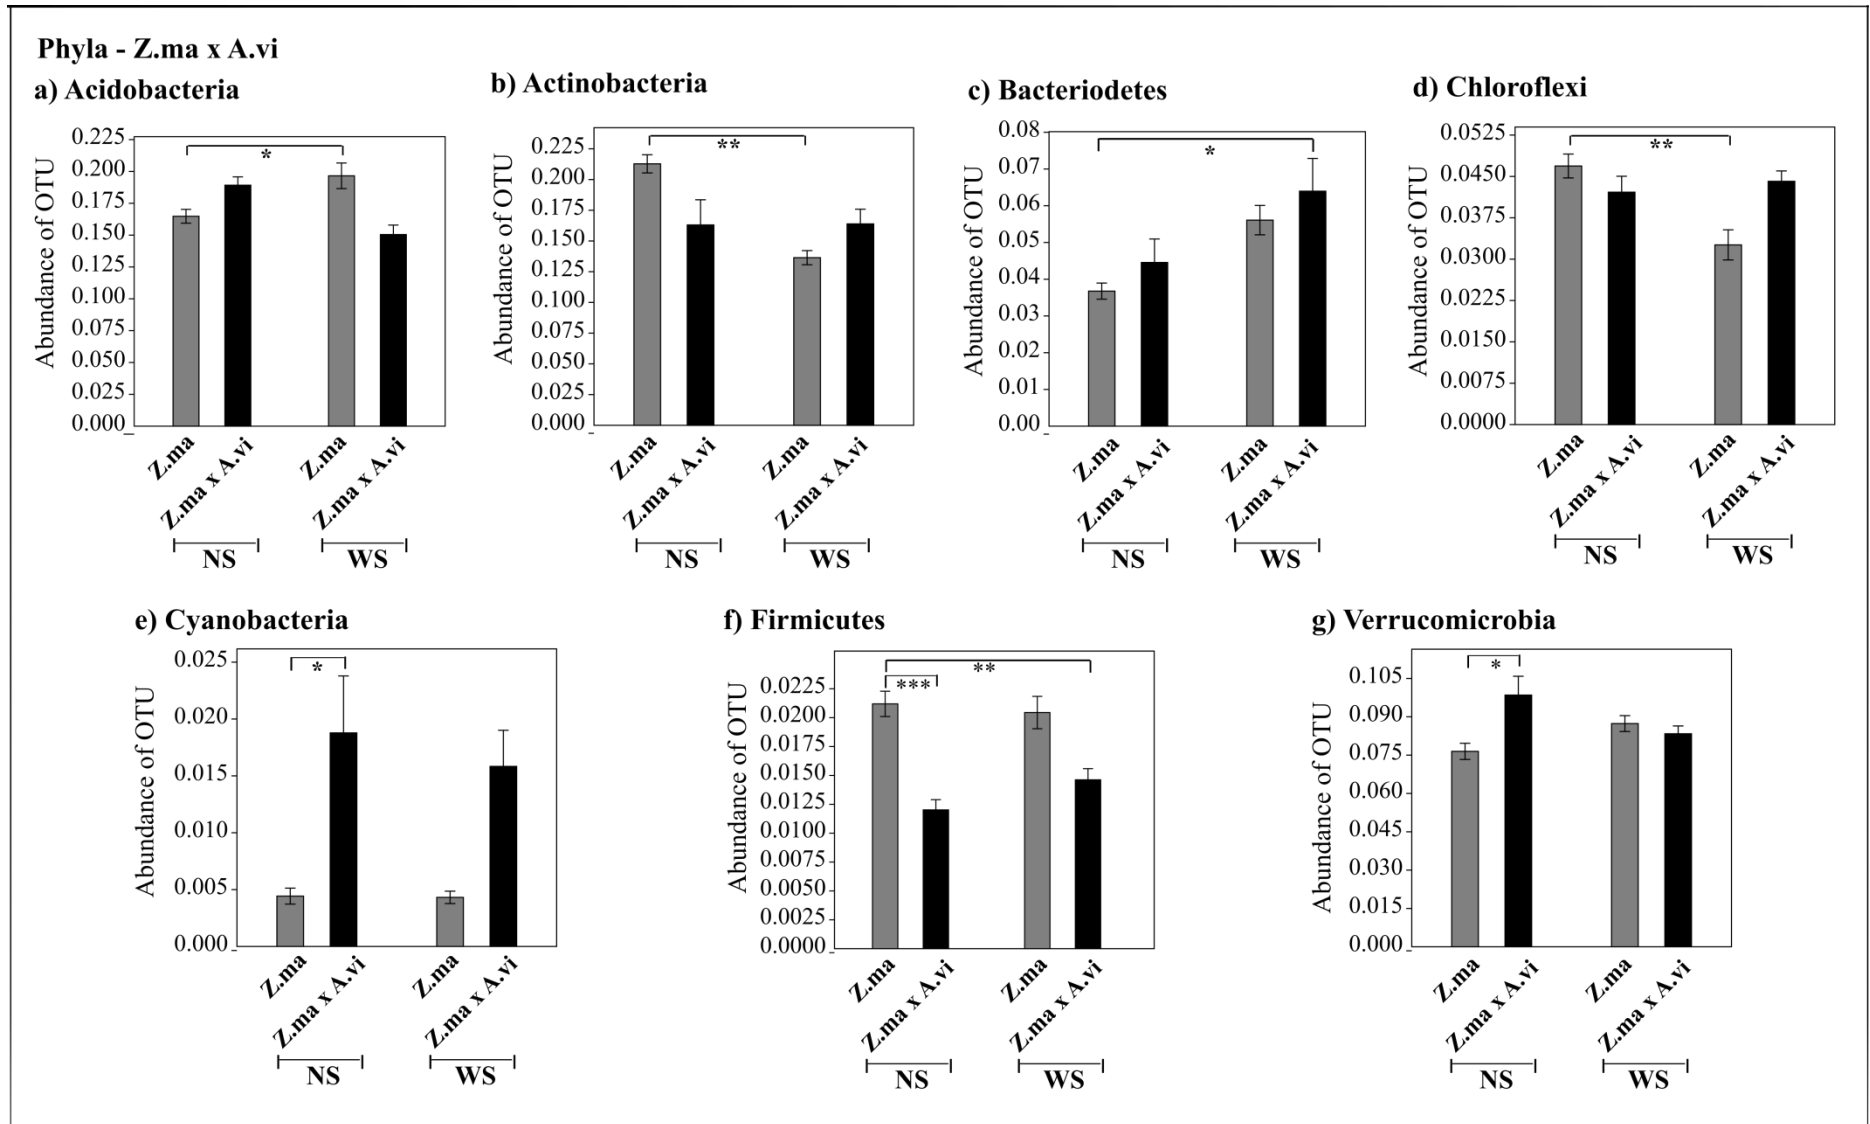 Phyla - Z.ma x A.vi
a) Acidobacteria
Abundance of OTU
0.225
0.200
0.175
0.150
0.125
0.100
0.075
0.050
0.025
0.000
*
Z.ma
Z.ma x A.vi
Z.ma
Z.ma x A.vi
NS
WS
b) Actinobacteria
Abundance of OTU
0.225
0.200
0.175
0.150
0.125
0.100
0.075
0.050
0.025
0.000
**
Z.ma
Z.ma x A.vi
Z.ma
Z.ma x A.vi
NS
WS
c) Bacteriodetes
Abundance of OTU
0.08
0.07
0.06
0.05
0.04
0.03
0.02
0.01
0.00
*
Z.ma
Z.ma x A.vi
Z.ma
Z.ma x A.vi
NS
WS
d) Chloroflexi
Abundance of OTU
0.0525
0.0450
0.0375
0.0300
0.0225
0.0150
0.0075
0.0000
**
Z.ma
Z.ma x A.vi
Z.ma
Z.ma x A.vi
NS
WS
e) Cyanobacteria
Abundance of OTU
0.025
0.020
0.015
0.010
0.005
0.000
*
Z.ma
Z.ma x A.vi
Z.ma
Z.ma x A.vi
NS
WS
f) Firmicutes
Abundance of OTU
0.0225
0.0200
0.0175
0.0150
0.0125
0.0100
0.0075
0.0050
0.0025
0.0000
**
***
Z.ma
Z.ma x A.vi
Z.ma
Z.ma x A.vi
NS
WS
g) Verrucomicrobia
Abundance of OTU
0.105
0.090
0.075
0.060
0.045
0.030
0.015
0.000
*
Z.ma
Z.ma x A.vi
Z.ma
Z.ma x A.vi
NS
WS